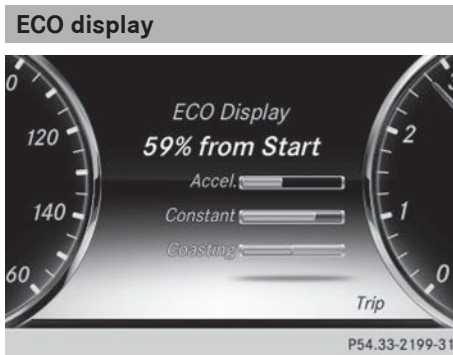 ECO display
0
120
140
60
ECO Display
59% from Start
Accel.
Constant
Coasting
2
1
0
Trip
P54.33-2199-31